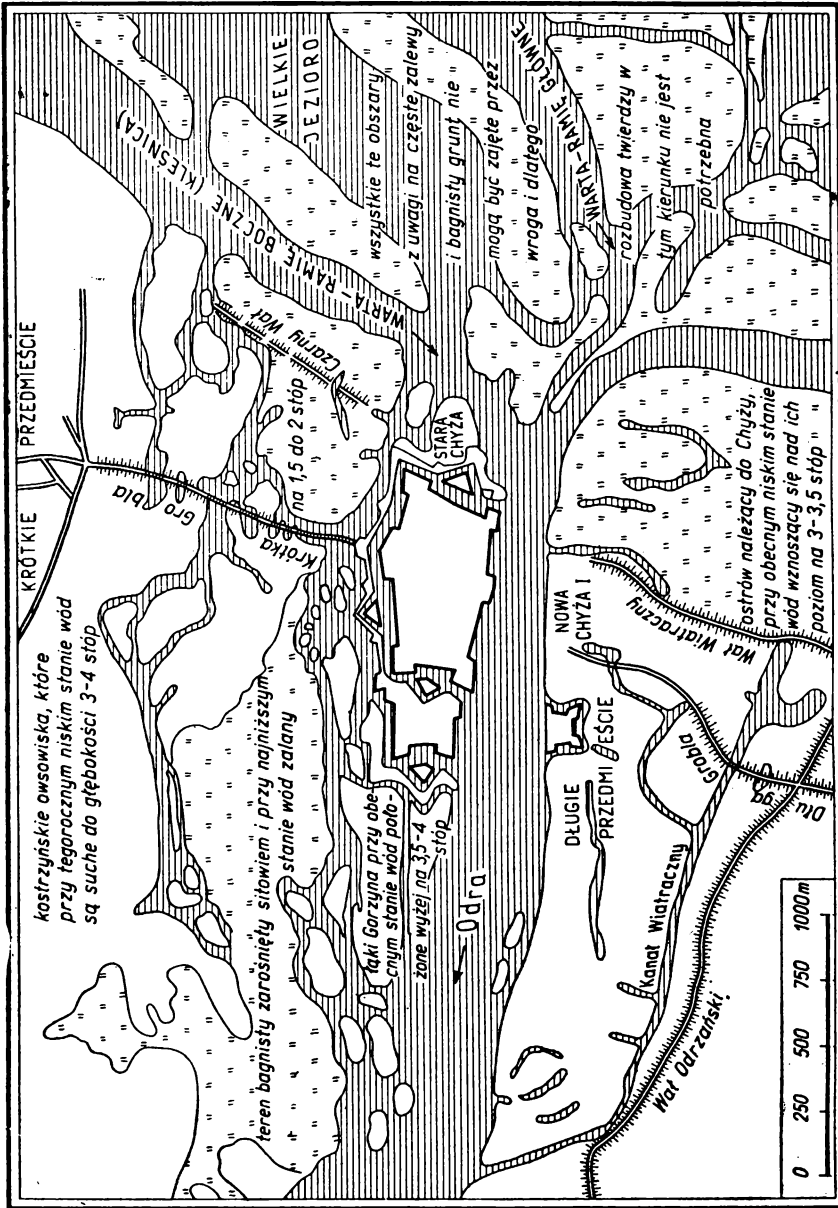 KRÓTKIE PRZEDMIEŚCIE
kostrzyńskie owsowiska, które
przy tegorocznym niskim stanie wód
są suche do głębokości 3-4 stóp
Grobla
Krótka
WARTA-RAMIĘ BOCZNE (KLEŚNICA)
WIELKIE
JEZIORO
Czarny Wał
na 1,5 do 2 stóp
teren bagnisty zarośnięty sitowiem i przy najniższym
stanie wód zalany
wszystkie te obszary
z uwagi na częste zalewy
i bagnisty grunt nie
mogą być zajęte przez
wroga i dlatego
WARTA-RAMIĘ GŁÓWNE
rozbudowa twierdzy w
tym kierunku nie jest
potrzebna
STARA
CHYŻA
łąki Gorzyna przy obe
cnym stanie wód poło-
żone wyżej na 3,5-4
stóp
Odra
NOWA
CHYŻA I
DŁUGIE
PRZEDMIEŚCIE
Wał Wiatraczny
ostrów należący do Chyży,
przy obecnym niskim stanie
wód wznoszący się nad ich
poziom na 3-3,5 stóp
Grobla
Długa
Kanał Wiatraczny
Wał Odrzański
0 250 500 750 1000m